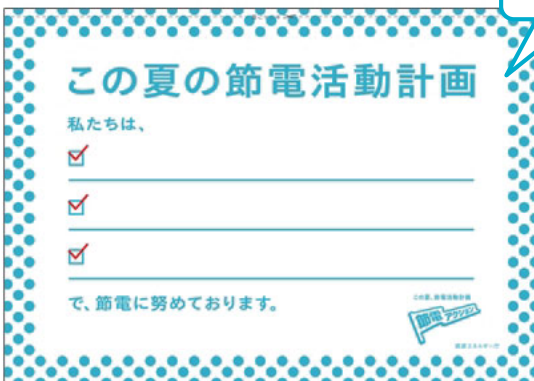 この夏の節電活動計画
私たちは、
で、節電に努めております。
この夏、節電活動計画
節電アクション